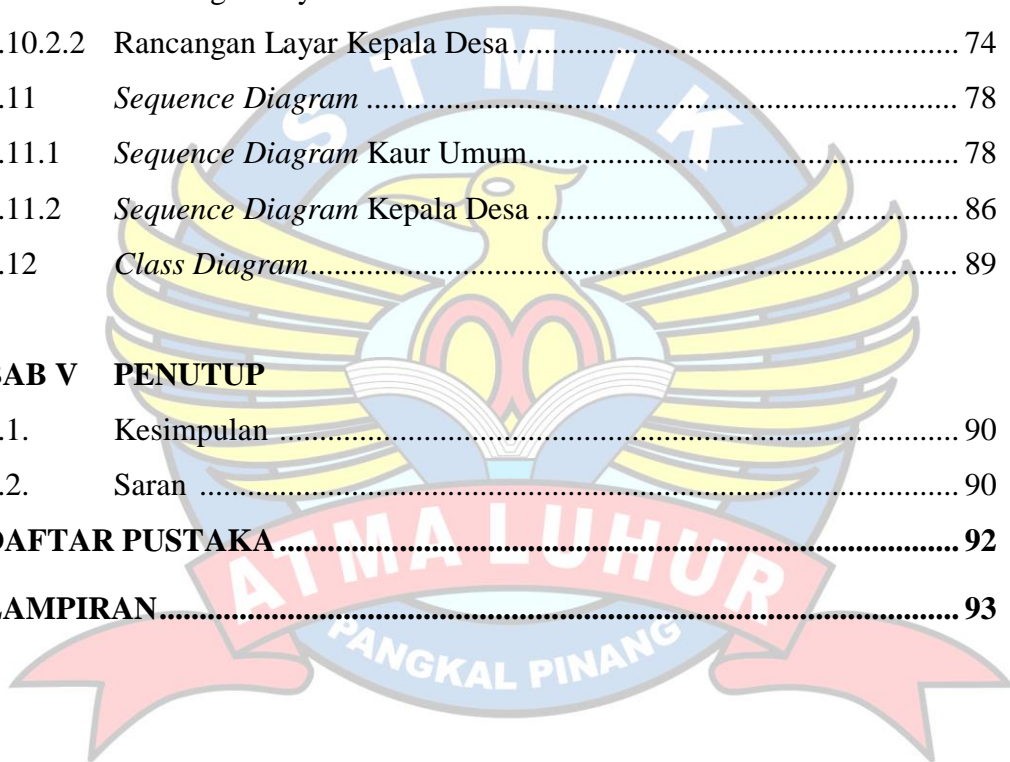 .10.2.2 Rancangan Layar Kepala Desa 74
.11 Sequence Diagram 78
.11.1 Sequence Diagram Kaur Umum 78
.11.2 Sequence Diagram Kepala Desa 86
.12 Class Diagram 89
BAB V PENUTUP
.1. Kesimpulan 90
.2. Saran 90
DAFTAR PUSTAKA 92
LAMPIRAN 93
STMIK
ATMA LUHUR
PANGKAL PINANG